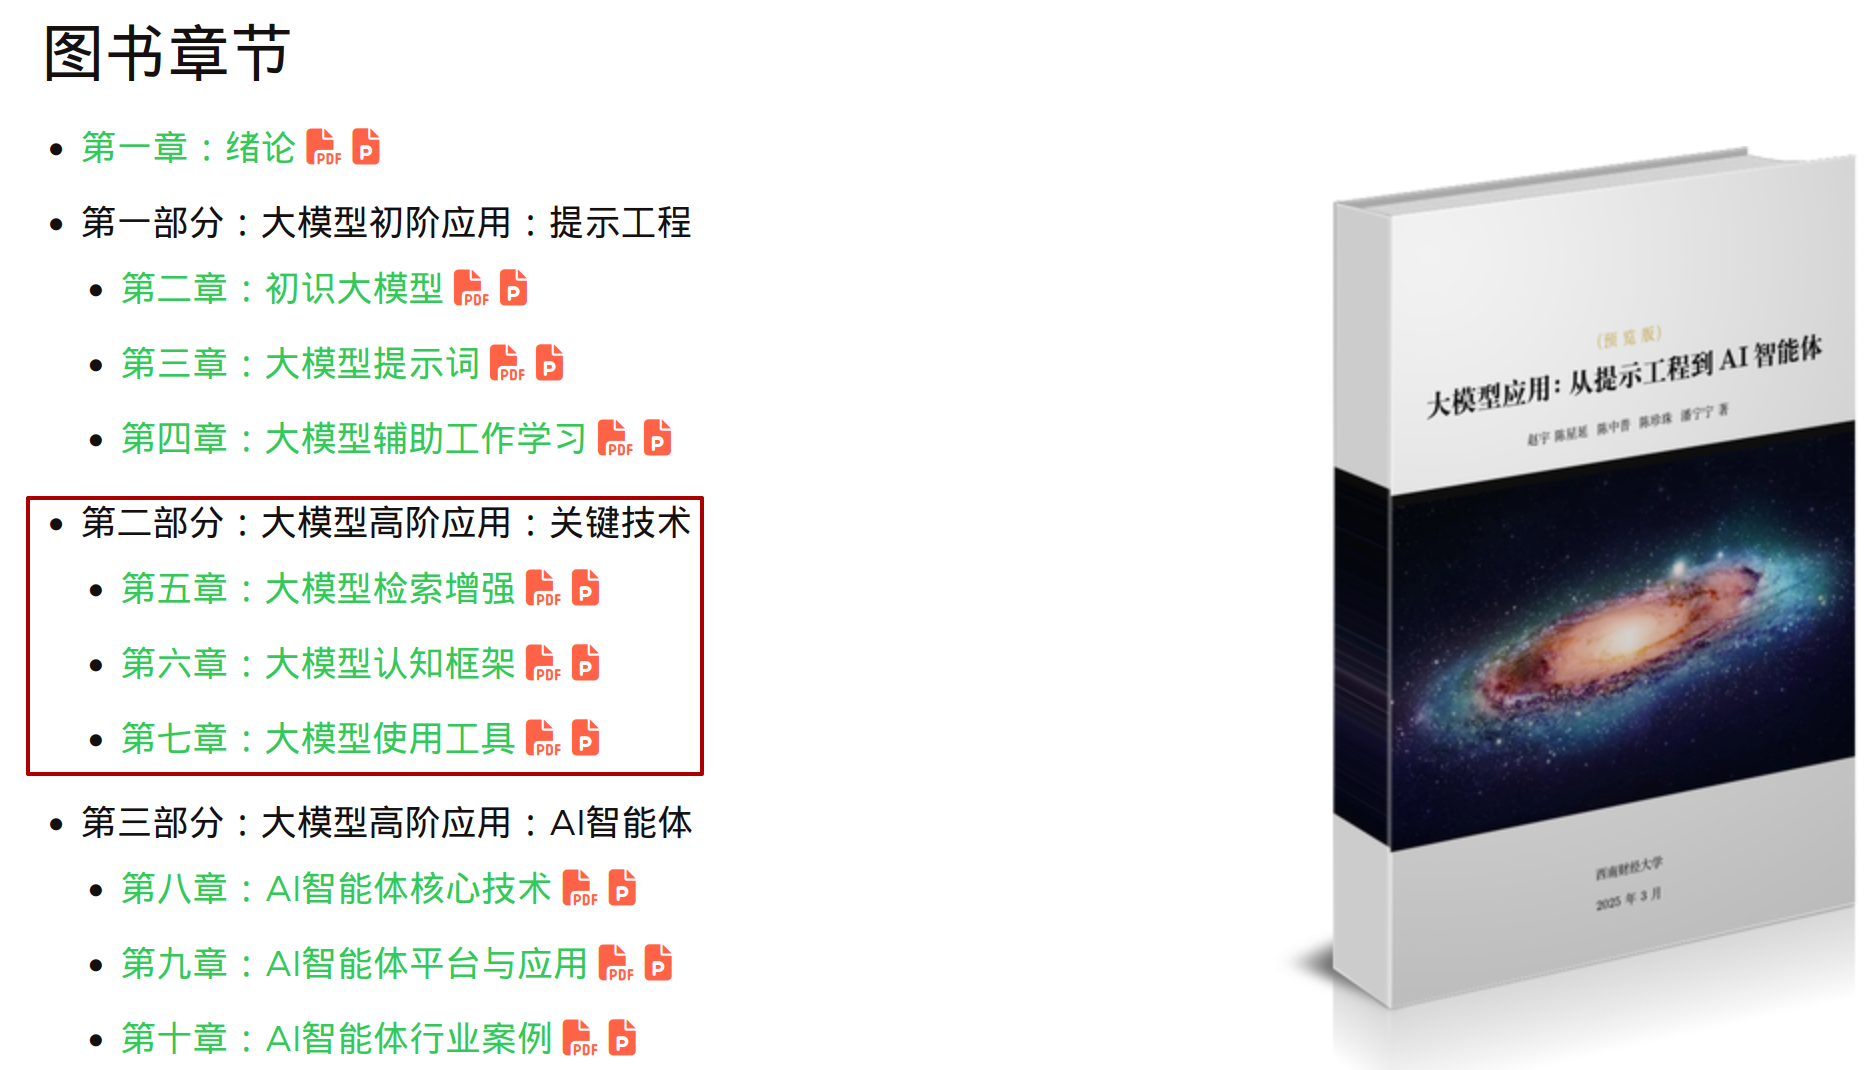 图书章节
第一章：绪论 PDF P
第一部分：大模型初阶应用：提示工程
第二章：初识大模型 PDF P
第三章：大模型提示词 PDF P
第四章：大模型辅助工作学习 PDF P
第二部分：大模型高阶应用：关键技术
第五章：大模型检索增强 PDF P
第六章：大模型认知框架 PDF P
第七章：大模型使用工具 PDF P
第三部分：大模型高阶应用：AI智能体
第八章：AI智能体核心技术 PDF P
第九章：AI智能体平台与应用 PDF P
第十章：AI智能体行业案例 PDF P
（预览版）
大模型应用：从提示工程到 AI 智能体
赵宇 陈星延 陈中普 陈珍珠 潘宁宁 著
西南财经大学
2025 年 3 月